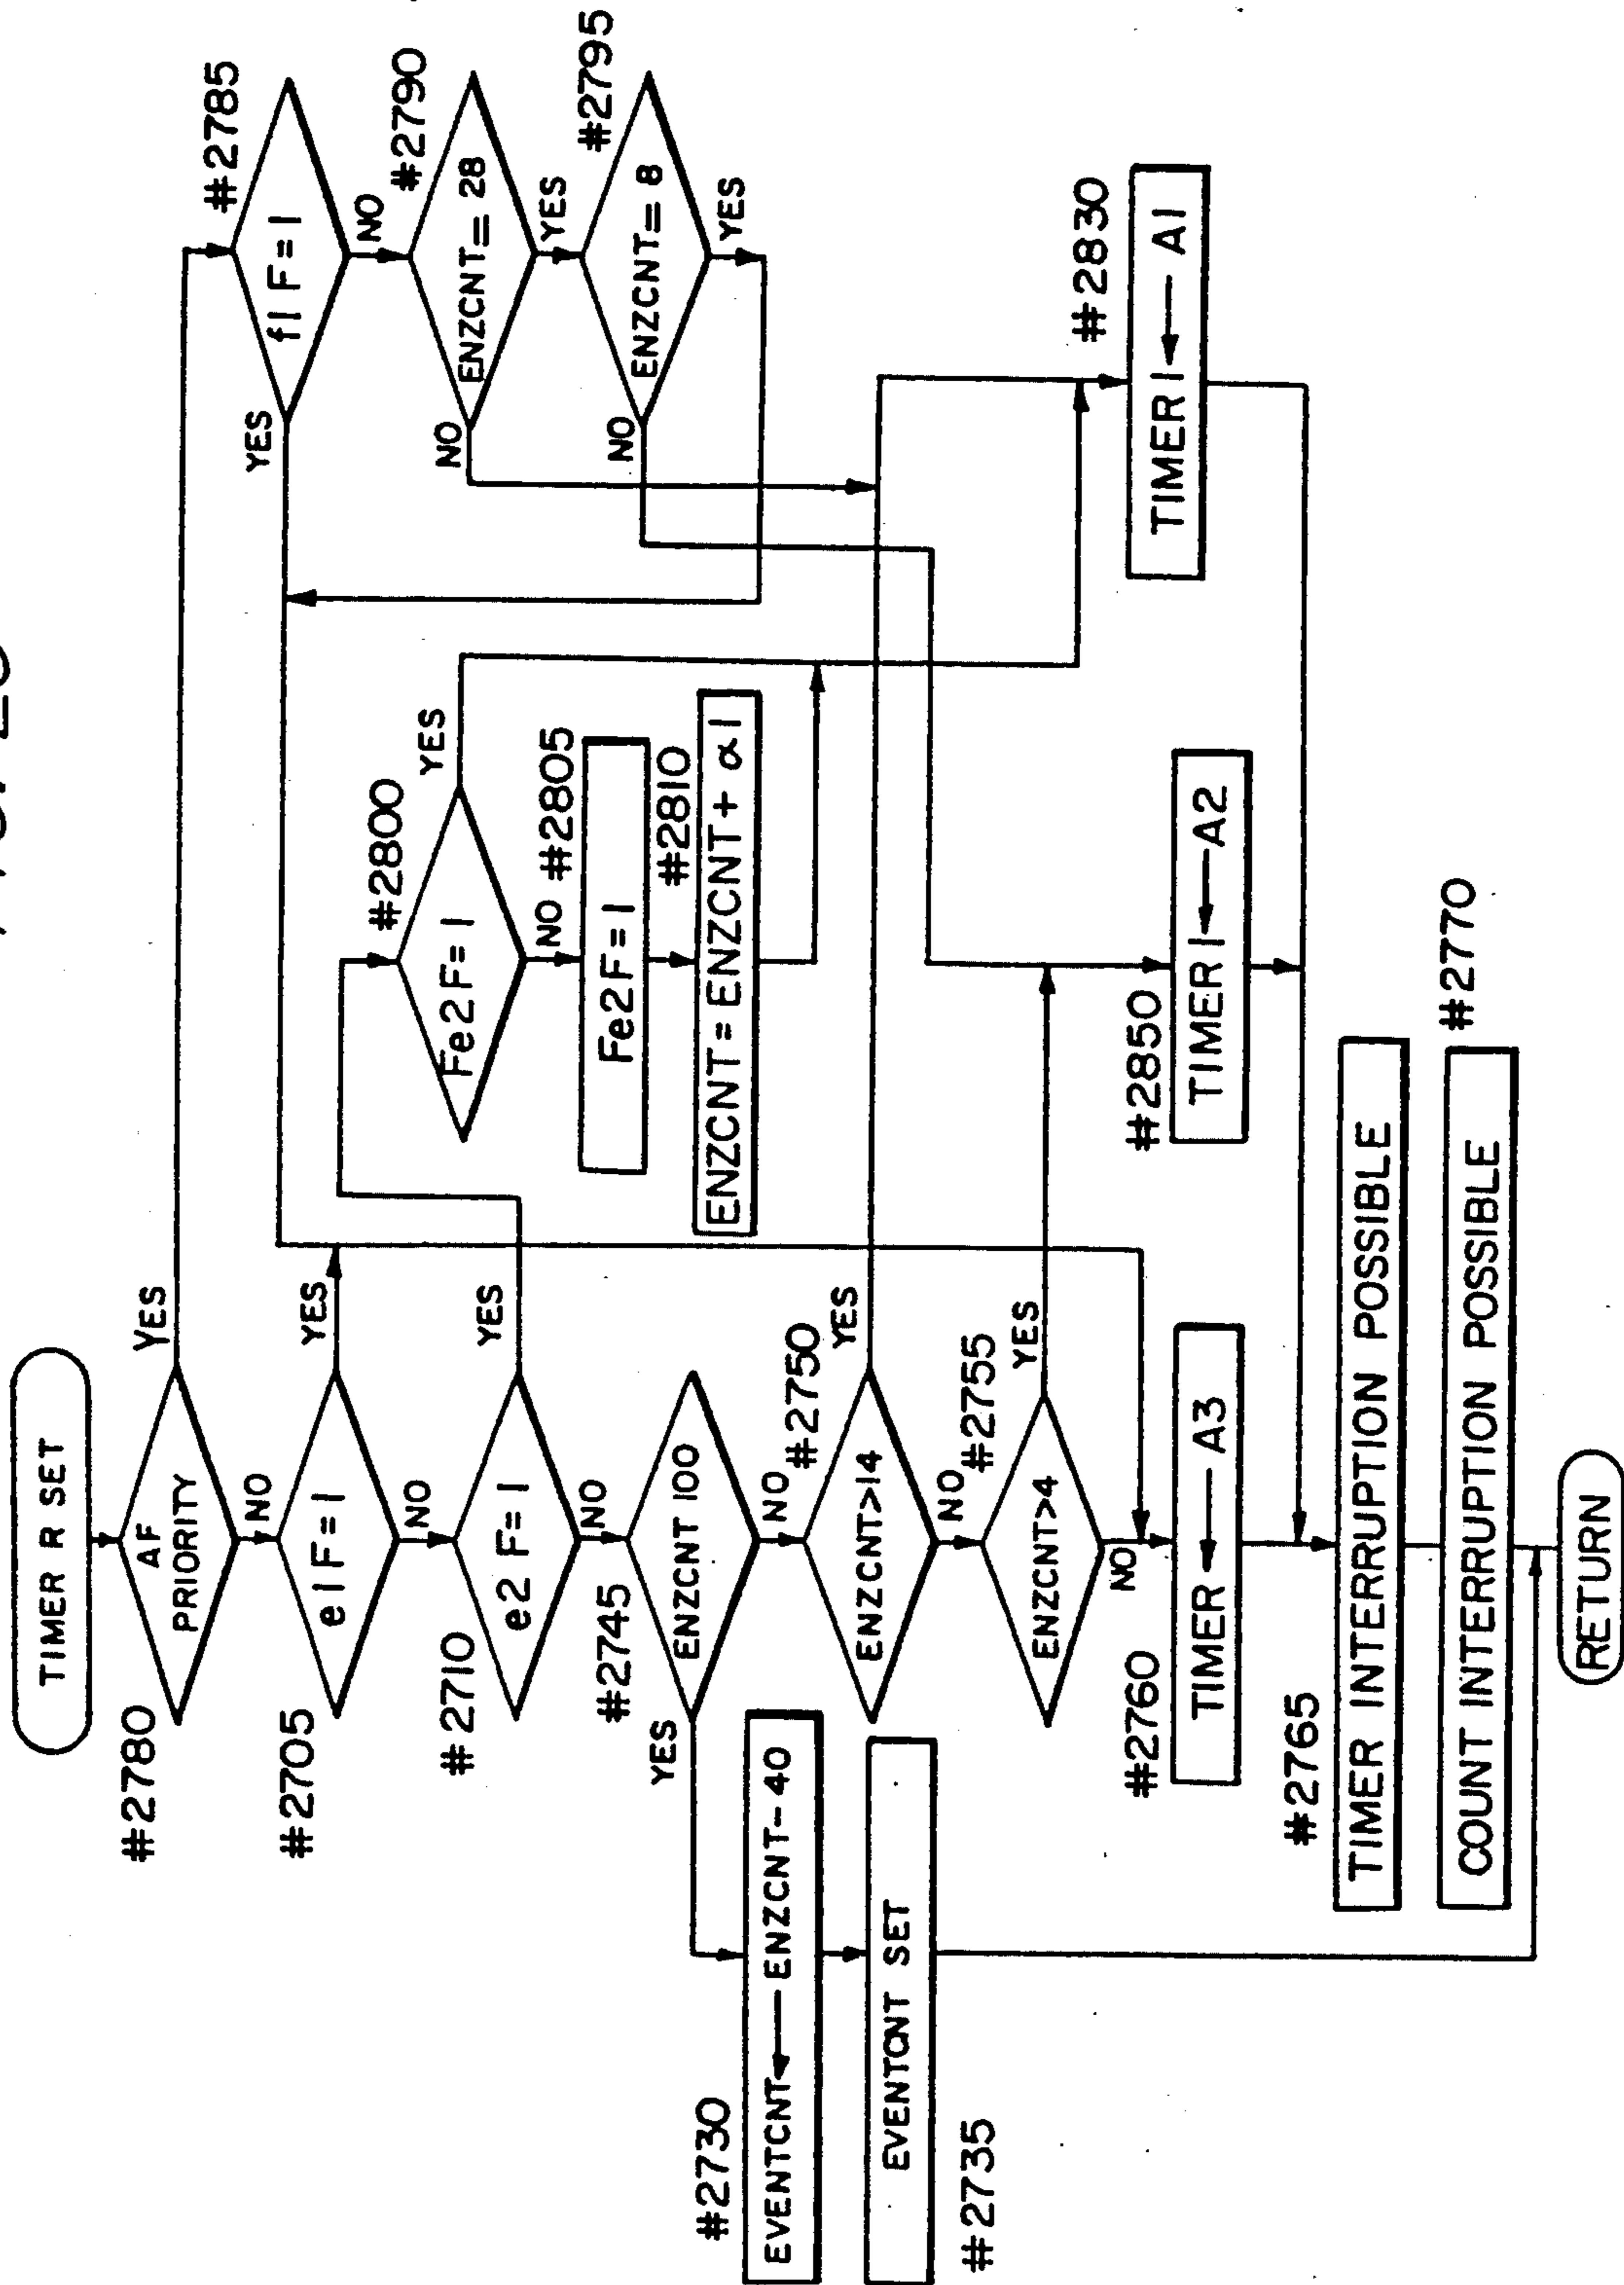 TIMER R SET
#2780
AF
PRIORITY
YES
NO
#2705
e1F=1
YES
NO
#2710
e2F=1
YES
NO
#2745
ENZCNT 100
YES
NO
#2750
ENZCNT>14
YES
NO
#2755
ENZCNT>4
YES
NO
#2760
TIMER ← A3
#2765
TIMER INTERRUPTION POSSIBLE
#2770
COUNT INTERRUPTION POSSIBLE
RETURN
#2730
EVENTCNT ← ENZCNT-40
EVENTCNT SET
#2735
#2785
f1F=1
YES
NO
#2790
ENZCNT=28
NO
YES
#2795
ENZCNT=8
NO
YES
#2800
Fe2F=1
YES
NO
#2805
Fe2F=1
#2810
ENZCNT=ENZCNT+α1
#2830
TIMER1 ← A1
#2850
TIMER1 ← A2